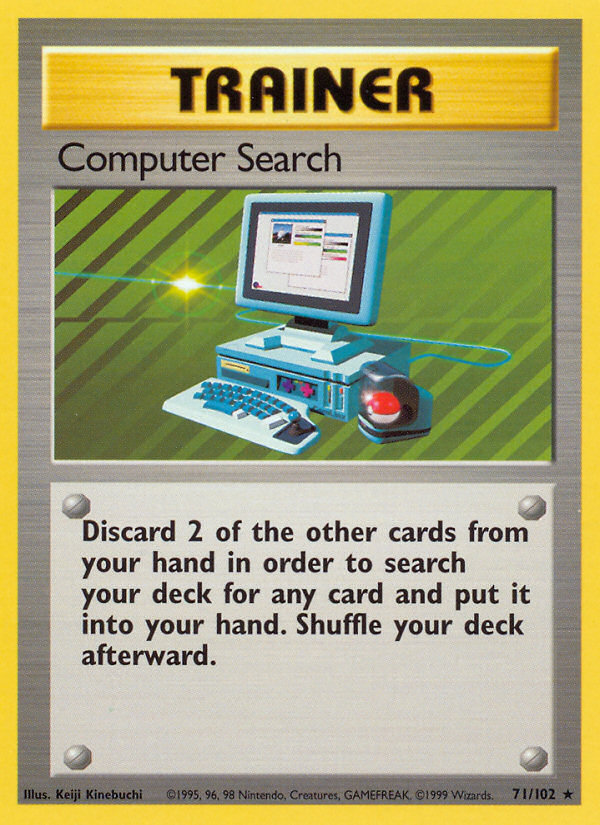 TRAINER
Computer Search
Discard 2 of the other cards from
your hand in order to search
your deck for any card and put it
into your hand. Shuffle your deck
afterward.
Illus. Keiji Kinebuchi ©1995, 96, 98 Nintendo, Creatures, GAMEFREAK. ©1999 Wizards. 71/102 ★